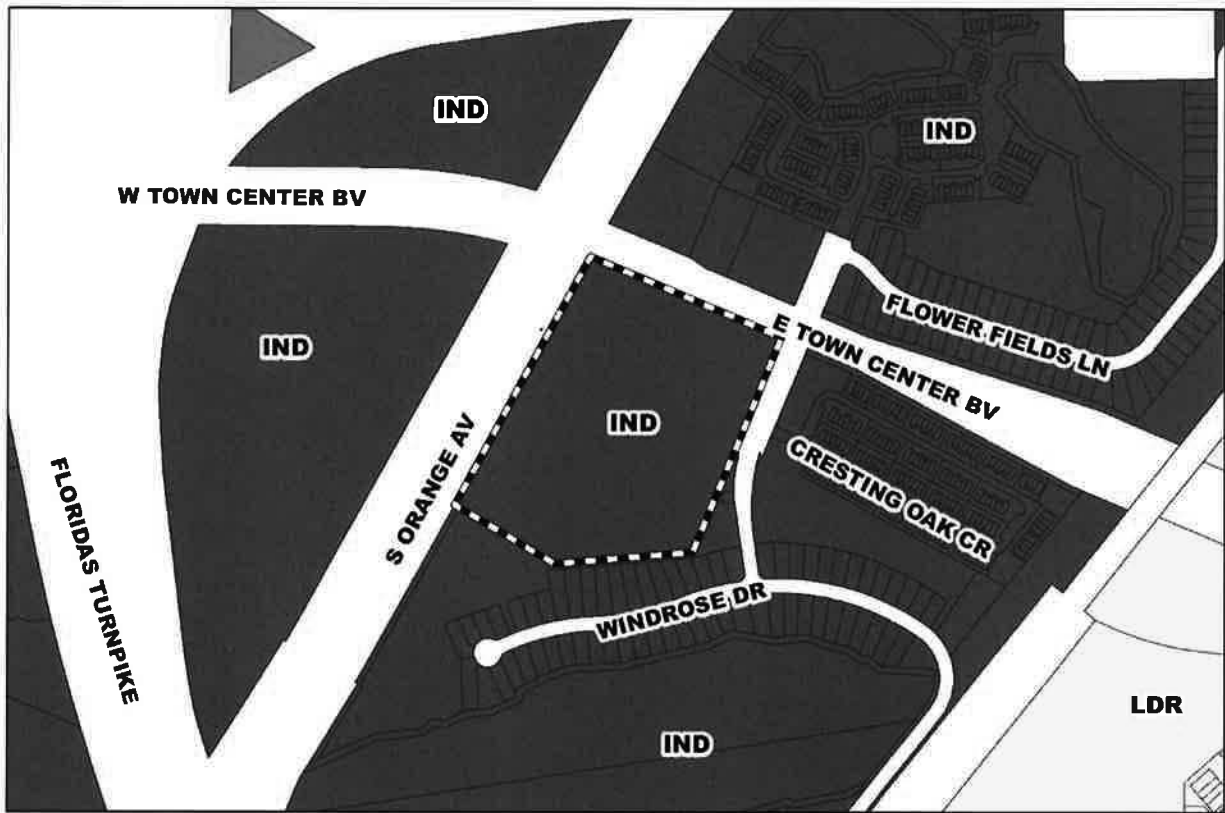 IND
IND
W TOWN CENTER BV
IND
FLOWER FIELDS LN
E TOWN CENTER BV
IND
S ORANGE AV
CRESTING OAK CR
FLORIDAS TURNPIKE
WINDROSE DR
LDR
IND